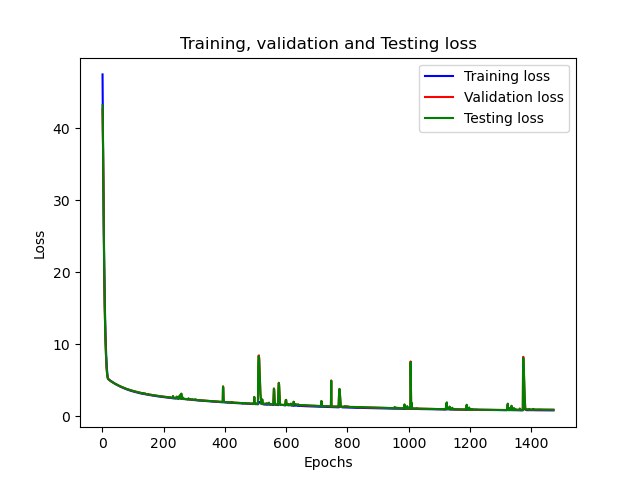 Training, validation and Testing loss
Training loss
Validation loss
Testing loss
Loss
40
30
20
10
0
0 200 400 600 800 1000 1200 1400
Epochs